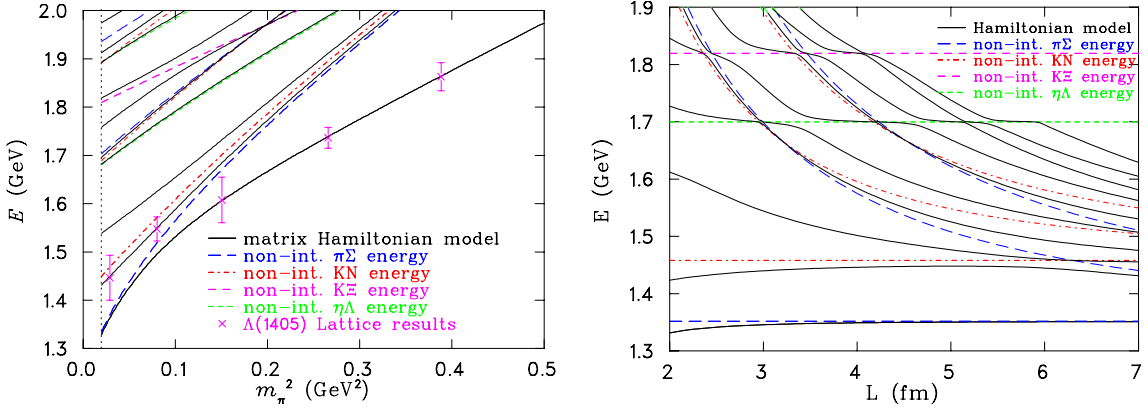 2.0
1.9
1.8
1.7
1.6
1.5
1.4
1.3
E (GeV)
matrix Hamiltonian model
non-int. πΣ energy
non-int. KN energy
non-int. KΞ energy
non-int. ηΛ energy
Λ(1405) Lattice results
0.0 0.1 0.2 0.3 0.4 0.5
mπ² (GeV²)
1.9
1.8
1.7
1.6
1.5
1.4
1.3
E (GeV)
Hamiltonian model
non-int. πΣ energy
non-int. KN energy
non-int. KΞ energy
non-int. ηΛ energy
2 3 4 5 6 7
L (fm)